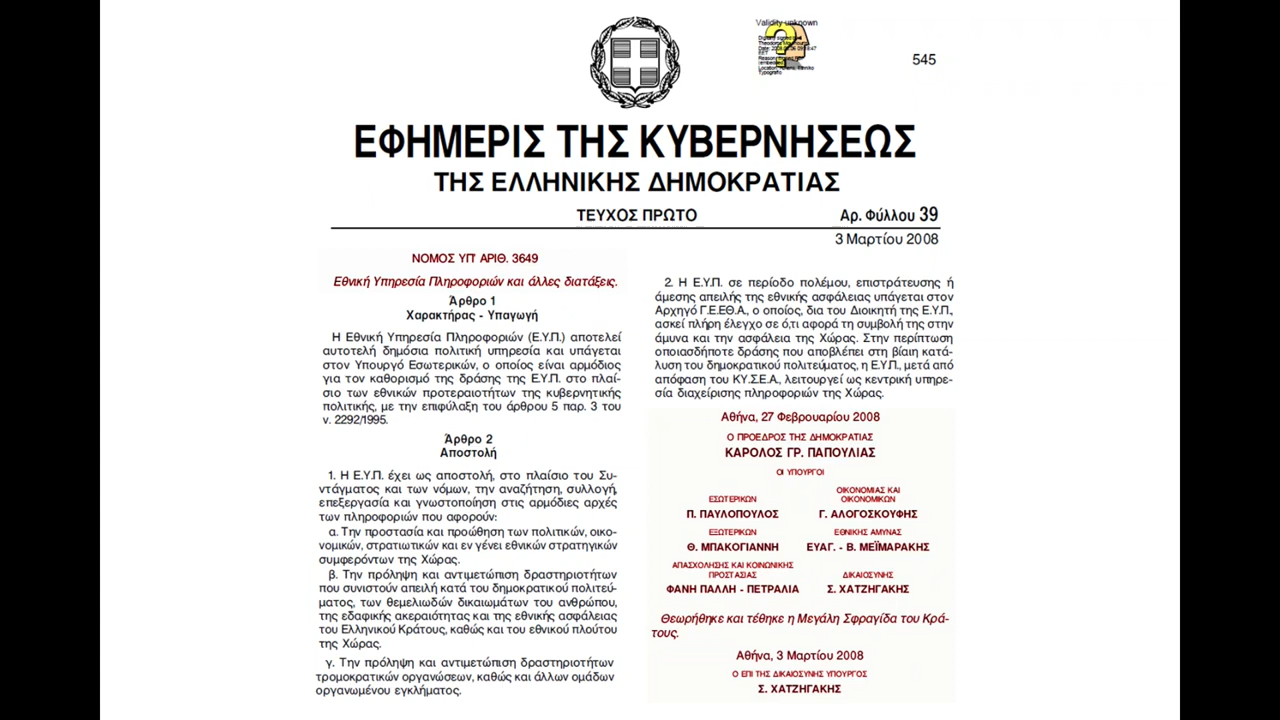 Validity unknown
545
ΕΦΗΜΕΡΙΣ ΤΗΣ ΚΥΒΕΡΝΗΣΕΩΣ
ΤΗΣ ΕΛΛΗΝΙΚΗΣ ΔΗΜΟΚΡΑΤΙΑΣ
ΤΕΥΧΟΣ ΠΡΩΤΟ
Αρ. Φύλλου 39
3 Μαρτίου 2008
ΝΟΜΟΣ ΥΠ' ΑΡΙΘ. 3649
Εθνική Υπηρεσία Πληροφοριών και άλλες διατάξεις.
Άρθρο 1
Χαρακτήρας - Υπαγωγή
Η Εθνική Υπηρεσία Πληροφοριών (Ε.Υ.Π.) αποτελεί
αυτοτελή δημόσια πολιτική υπηρεσία και υπάγεται
στον Υπουργό Εσωτερικών, ο οποίος είναι αρμόδιος
για τον καθορισμό της δράσης της Ε.Υ.Π. στο πλαί-
σιο των εθνικών προτεραιοτήτων της κυβερνητικής
πολιτικής, με την επιφύλαξη του άρθρου 5 παρ. 3 του
ν. 2292/1995.
Άρθρο 2
Αποστολή
1. Η Ε.Υ.Π. έχει ως αποστολή, στο πλαίσιο του Συ-
ντάγματος και των νόμων, την αναζήτηση, συλλογή,
επεξεργασία και γνωστοποίηση στις αρμόδιες αρχές
των πληροφοριών που αφορούν:
α. Την προστασία και προώθηση των πολιτικών, οικο-
νομικών, στρατιωτικών και εν γένει εθνικών στρατηγικών
συμφερόντων της Χώρας.
β. Την πρόληψη και αντιμετώπιση δραστηριοτήτων
που συνιστούν απειλή κατά του δημοκρατικού πολιτεύ-
ματος, των θεμελιωδών δικαιωμάτων του ανθρώπου,
της εδαφικής ακεραιότητας και της εθνικής ασφάλειας
του Ελληνικού Κράτους, καθώς και του εθνικού πλούτου
της Χώρας.
γ. Την πρόληψη και αντιμετώπιση δραστηριοτήτων
τρομοκρατικών οργανώσεων, καθώς και άλλων ομάδων
οργανωμένου εγκλήματος.
2. Η Ε.Υ.Π. σε περίοδο πολέμου, επιστράτευσης ή
άμεσης απειλής της εθνικής ασφάλειας υπάγεται στον
Αρχηγό Γ.Ε.ΕΘ.Α., ο οποίος, δια του Διοικητή της Ε.Υ.Π.,
ασκεί πλήρη έλεγχο σε ό,τι αφορά τη συμβολή της στην
άμυνα και την ασφάλεια της Χώρας. Στην περίπτωση
οποιασδήποτε δράσης που αποβλέπει στη βίαιη κατά-
λυση του δημοκρατικού πολιτεύματος, η Ε.Υ.Π., μετά από
απόφαση του ΚΥ.Σ.Ε.Α., λειτουργεί ως κεντρική υπηρε-
σία διαχείρισης πληροφοριών της Χώρας.
Αθήνα, 27 Φεβρουαρίου 2008
Ο ΠΡΟΕΔΡΟΣ ΤΗΣ ΔΗΜΟΚΡΑΤΙΑΣ
ΚΑΡΟΛΟΣ ΓΡ. ΠΑΠΟΥΛΙΑΣ
ΟΙ ΥΠΟΥΡΓΟΙ
ΕΣΩΤΕΡΙΚΩΝ
ΟΙΚΟΝΟΜΙΑΣ ΚΑΙ
ΟΙΚΟΝΟΜΙΚΩΝ
Π. ΠΑΥΛΟΠΟΥΛΟΣ
Γ. ΑΛΟΓΟΣΚΟΥΦΗΣ
ΕΞΩΤΕΡΙΚΩΝ
ΕΘΝΙΚΗΣ ΑΜΥΝΑΣ
Θ. ΜΠΑΚΟΓΙΑΝΝΗ
ΕΥΑΓ. - Β. ΜΕΪΜΑΡΑΚΗΣ
ΑΠΑΣΧΟΛΗΣΗΣ ΚΑΙ ΚΟΙΝΩΝΙΚΗΣ
ΠΡΟΣΤΑΣΙΑΣ
ΔΙΚΑΙΟΣΥΝΗΣ
ΦΑΝΗ ΠΑΛΛΗ - ΠΕΤΡΑΛΙΑ
Σ. ΧΑΤΖΗΓΑΚΗΣ
Θεωρήθηκε και τέθηκε η Μεγάλη Σφραγίδα του Κρά-
τους.
Αθήνα, 3 Μαρτίου 2008
Ο ΕΠΙ ΤΗΣ ΔΙΚΑΙΟΣΥΝΗΣ ΥΠΟΥΡΓΟΣ
Σ. ΧΑΤΖΗΓΑΚΗΣ